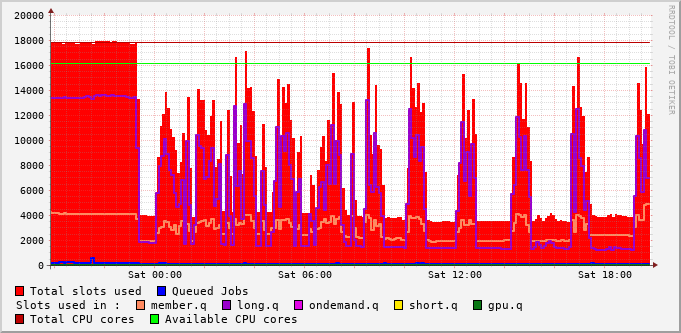 20000
18000
16000
14000
12000
10000
8000
6000
4000
2000
0
Sat 00:00 Sat 06:00 Sat 12:00 Sat 18:00
RRDTOOL / TOBI OETIKER
Total slots used Queued Jobs
Slots used in : member.q long.q ondemand.q short.q gpu.q
Total CPU cores Available CPU cores